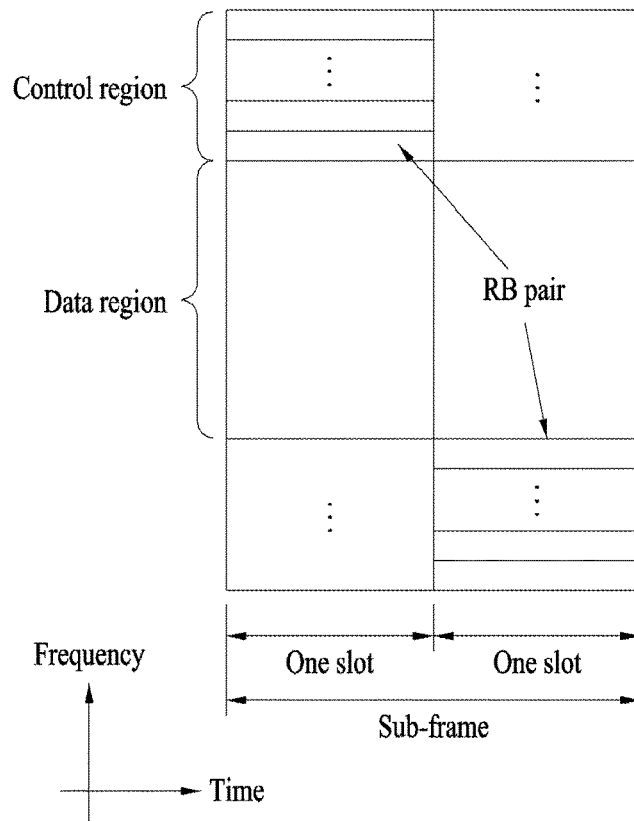 Control region
Data region
RB pair
One slot
One slot
Frequency
Sub-frame
Time